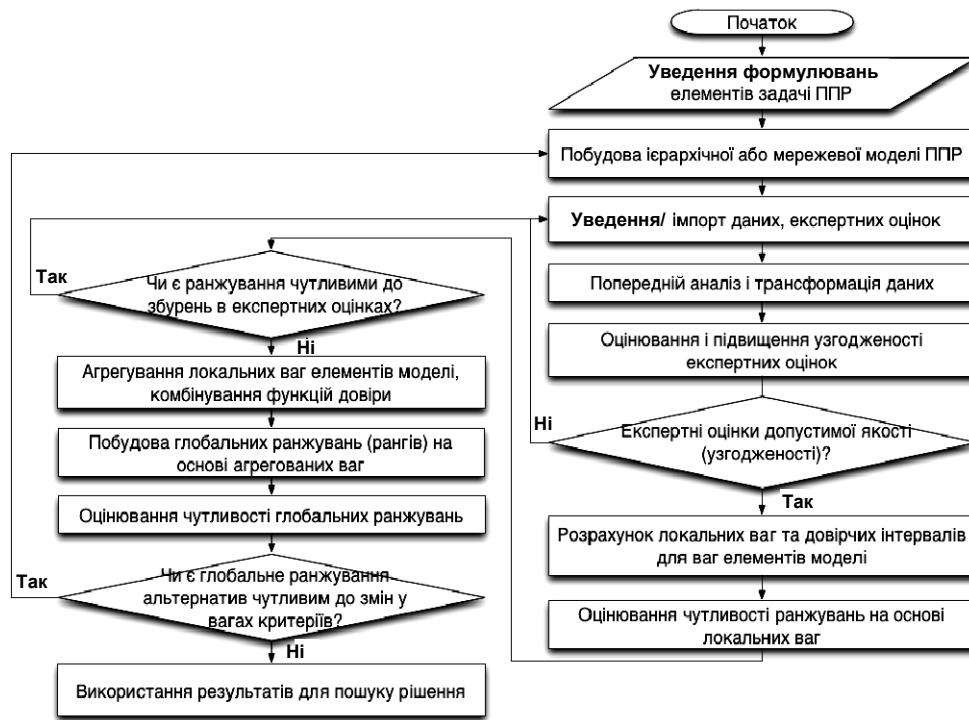 Початок
Уведення формулювань
елементів задачі ППР
Побудова ієрархічної або мережевої моделі ППР
Уведення/ імпорт даних, експертних оцінок
Попередній аналіз і трансформація даних
Оцінювання і підвищення узгодженості
експертних оцінок
Ні
Експертні оцінки допустимої якості
(узгодженості)?
Так
Розрахунок локальних ваг та довірчих інтервалів
для ваг елементів моделі
Оцінювання чутливості ранжувань на основі
локальних ваг
Так
Чи є ранжування чутливими до
збурень в експертних оцінках?
Ні
Агрегування локальних ваг елементів моделі,
комбінування функцій довіри
Побудова глобальних ранжувань (рангів) на
основі агрегованих ваг
Оцінювання чутливості глобальних ранжувань
Так
Чи є глобальне ранжування
альтернатив чутливим до змін у
вагах критеріїв?
Ні
Використання результатів для пошуку рішення